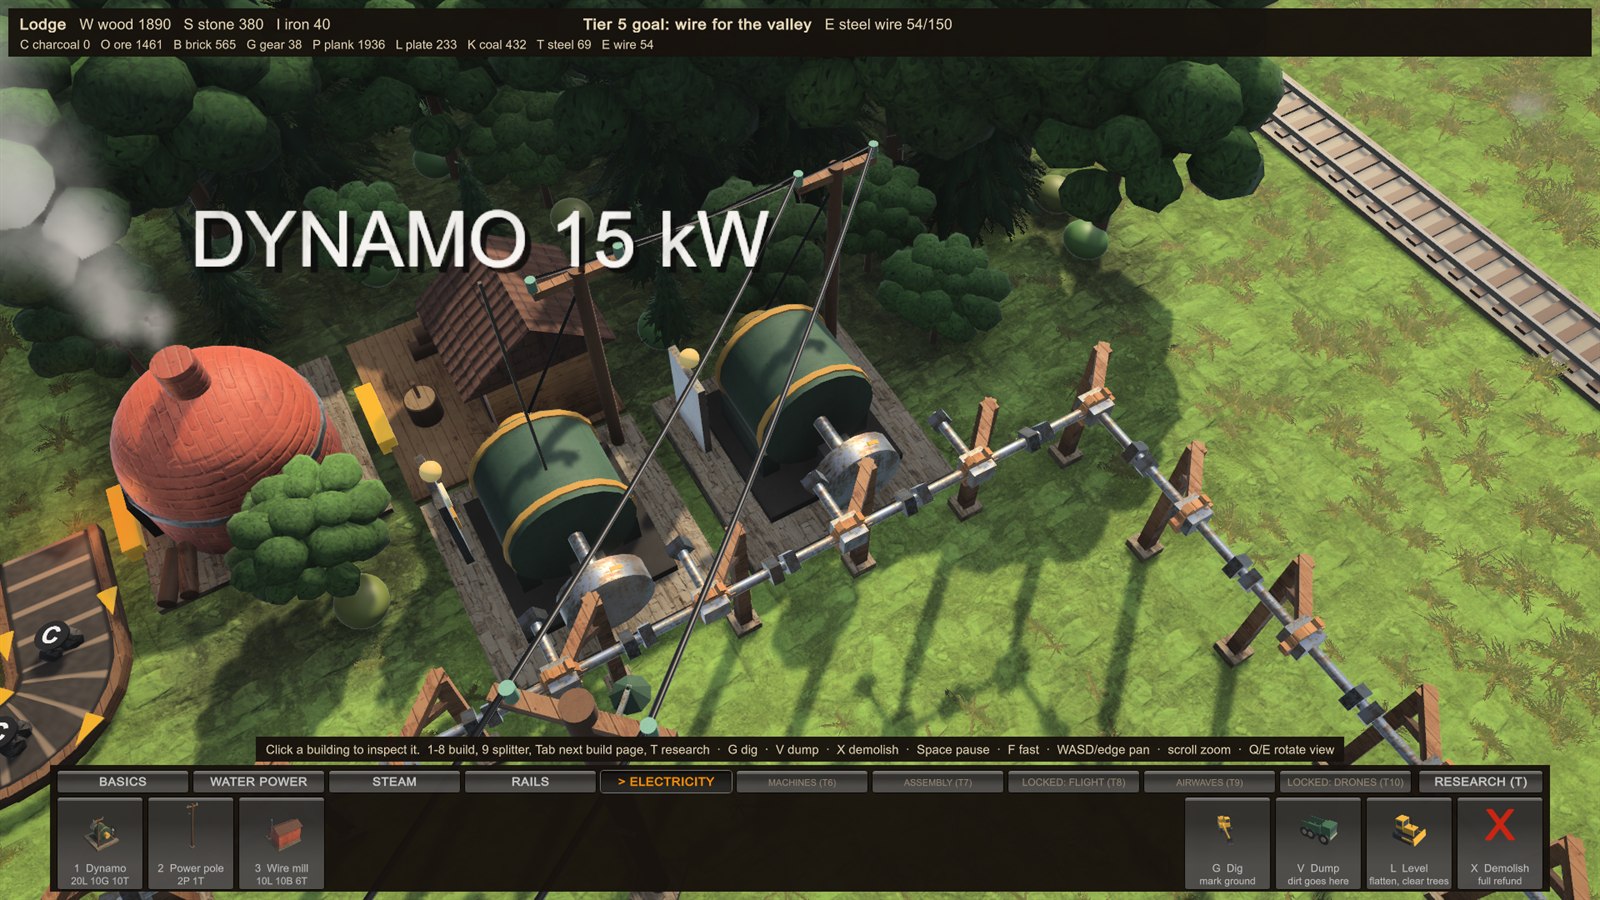 Lodge W wood 1890 S stone 380 I iron 40
Tier 5 goal: wire for the valley E steel wire 54/150
C charcoal 0 O ore 1461 B brick 565 G gear 38 P plank 1936 L plate 233 K coal 432 T steel 69 E wire 54
DYNAMO 15 kW
C
C
Click a building to inspect it. 1-8 build, 9 splitter, Tab next build page, T research · G dig · V dump · X demolish · Space pause · F fast · WASD/edge pan · scroll zoom · Q/E rotate view
BASICS
WATER POWER
STEAM
RAILS
> ELECTRICITY
MACHINES (T6)
ASSEMBLY (T7)
LOCKED: FLIGHT (T8)
AIRWAVES (T9)
LOCKED: DRONES (T10)
RESEARCH (T)
1 Dynamo
20L 10G 10T
2 Power pole
2P 1T
3 Wire mill
10L 10B 6T
G Dig
mark ground
V Dump
dirt goes here
L Level
flatten, clear trees
X Demolish
full refund